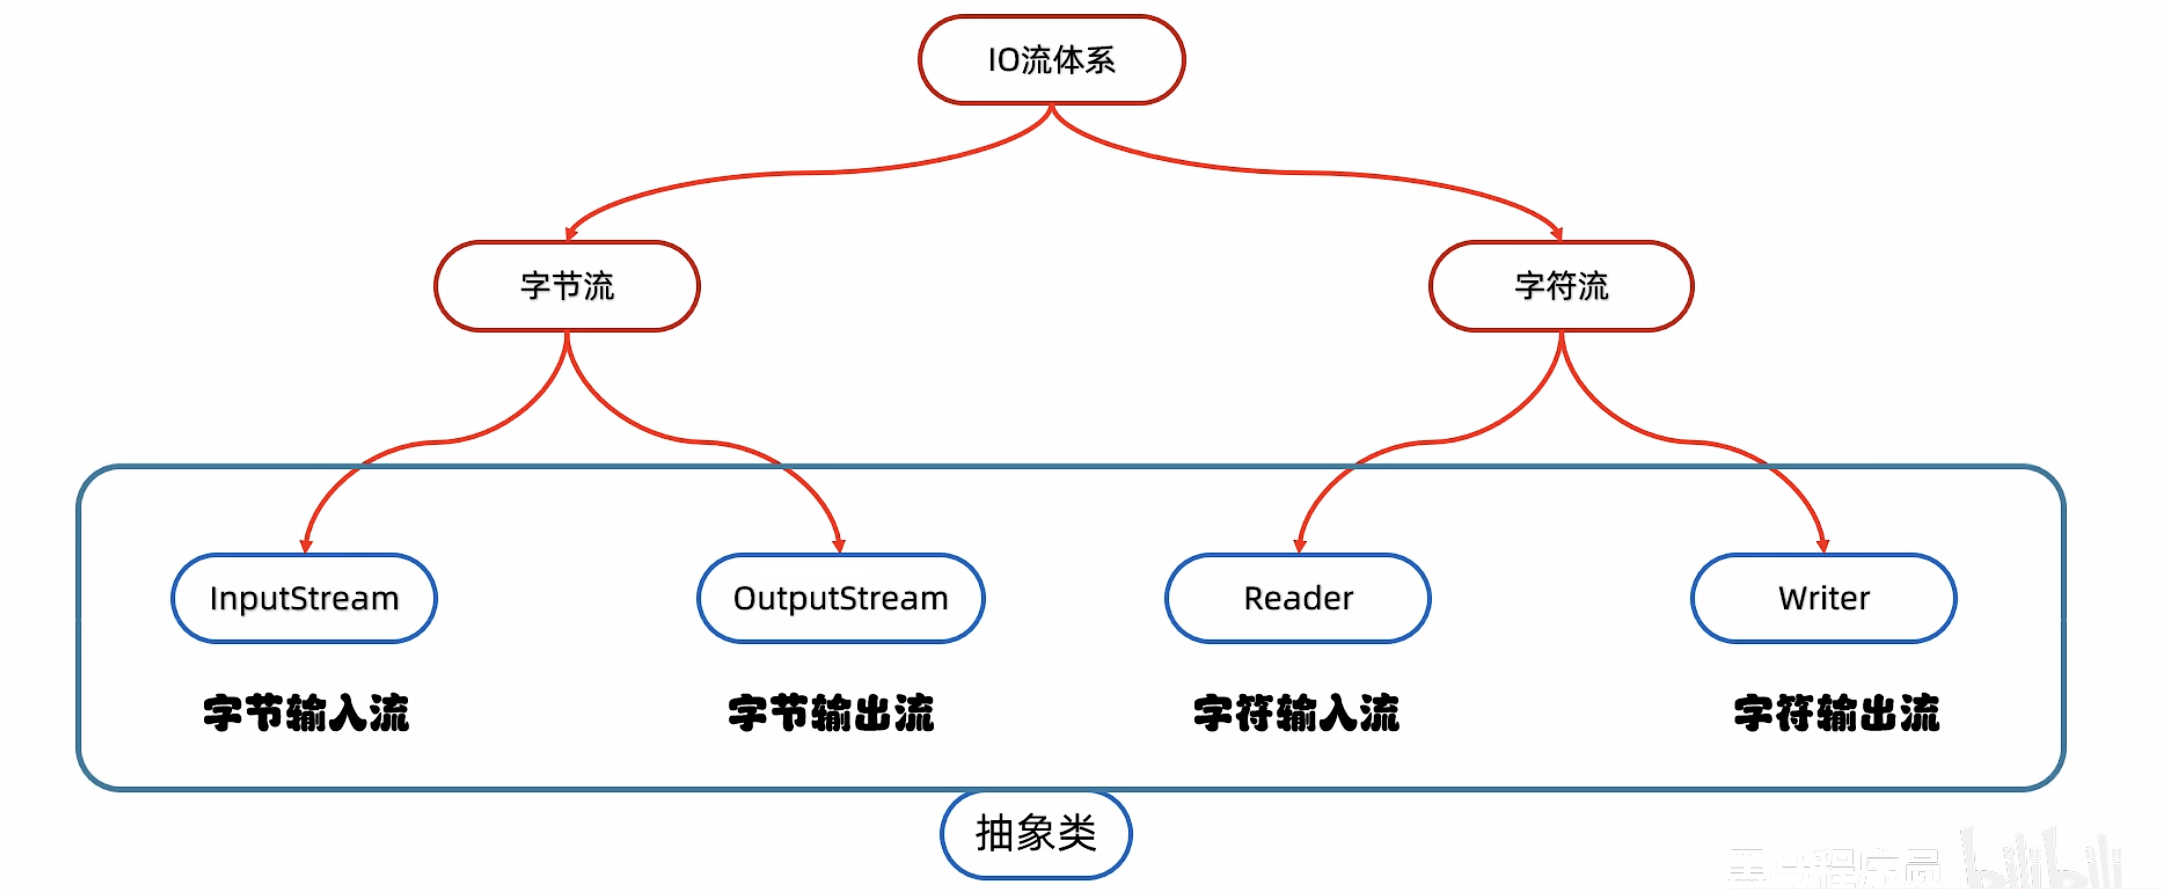 IO流体系
字节流
字符流
InputStream
OutputStream
Reader
Writer
字节输入流
字节输出流
字符输入流
字符输出流
抽象类
程序员
bilibili